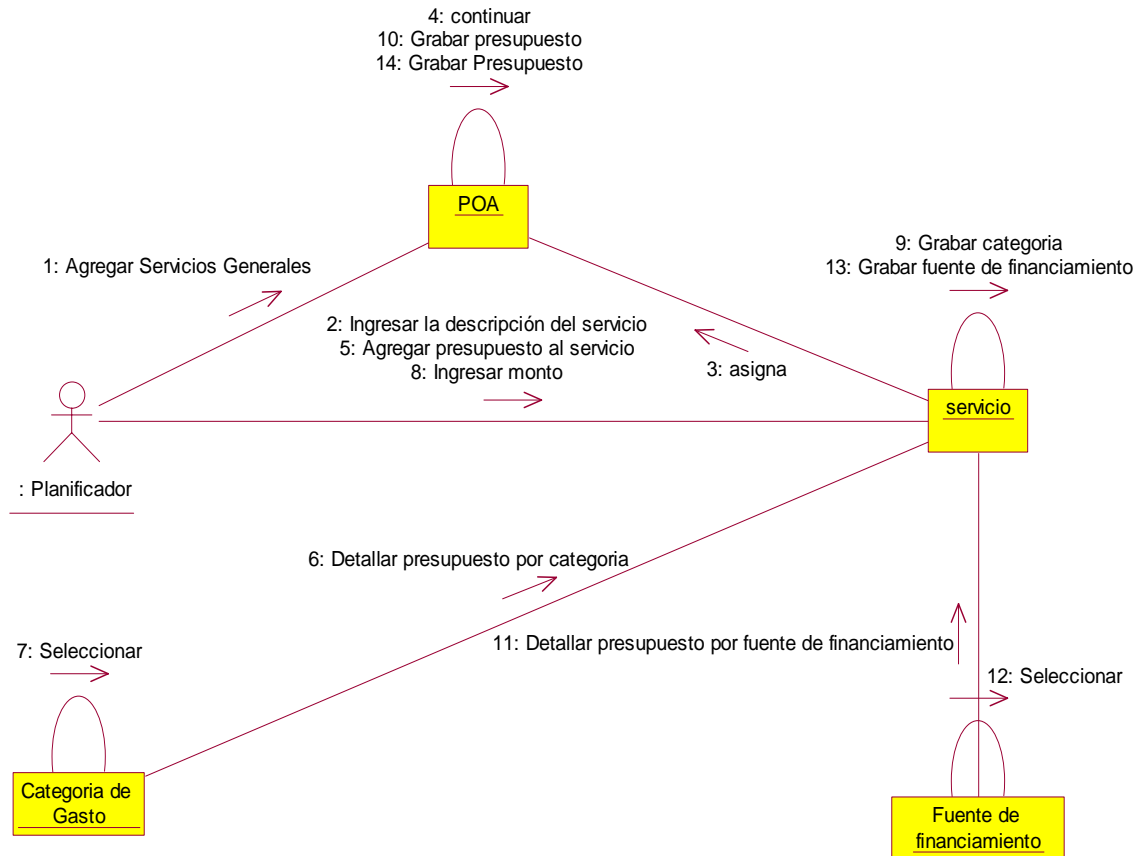 4: continuar
10: Grabar presupuesto
14: Grabar Presupuesto
POA
9: Grabar categoria
13: Grabar fuente de financiamiento
1: Agregar Servicios Generales
2: Ingresar la descripción del servicio
5: Agregar presupuesto al servicio
8: Ingresar monto
3: asigna
servicio
: Planificador
6: Detallar presupuesto por categoria
7: Seleccionar
11: Detallar presupuesto por fuente de financiamiento
12: Seleccionar
Categoria de
Gasto
Fuente de
financiamiento